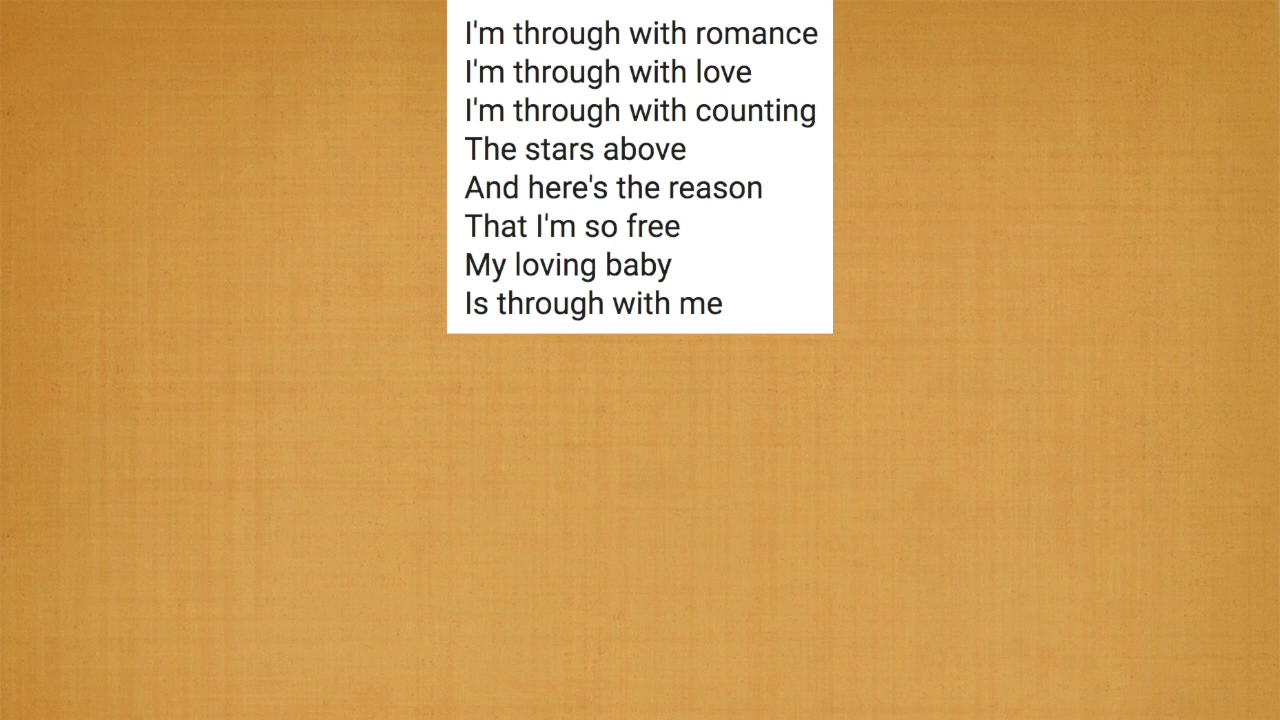 I'm through with romance
I'm through with love
I'm through with counting
The stars above
And here's the reason
That I'm so free
My loving baby
Is through with me